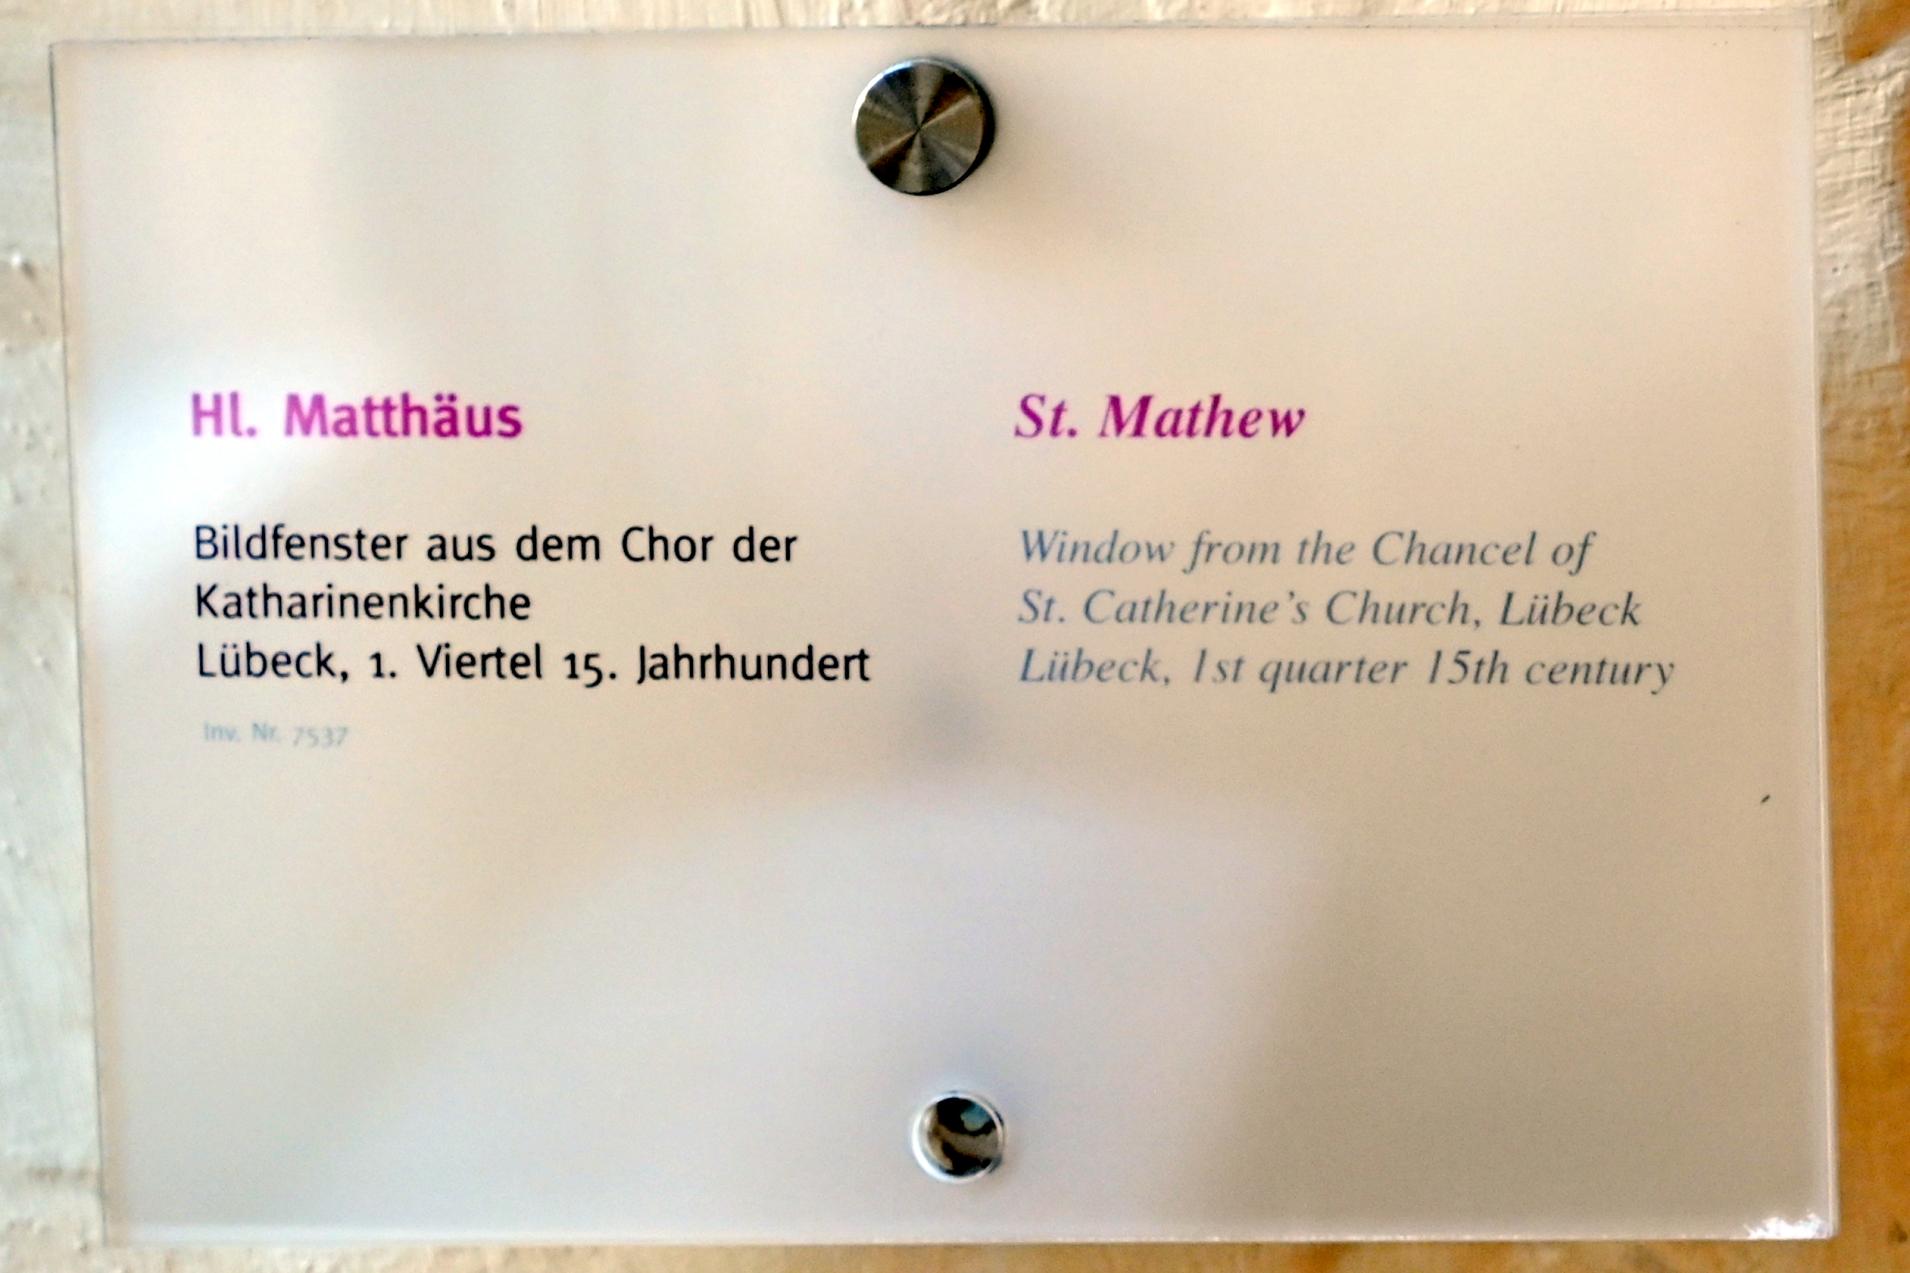 Hl. Matthäus
Bildfenster aus dem Chor der
Katharinenkirche
Lübeck, 1. Viertel 15. Jahrhundert
Inv. Nr. 7537
St. Mathew
Window from the Chancel of
St. Catherine's Church, Lübeck
Lübeck, 1st quarter 15th century